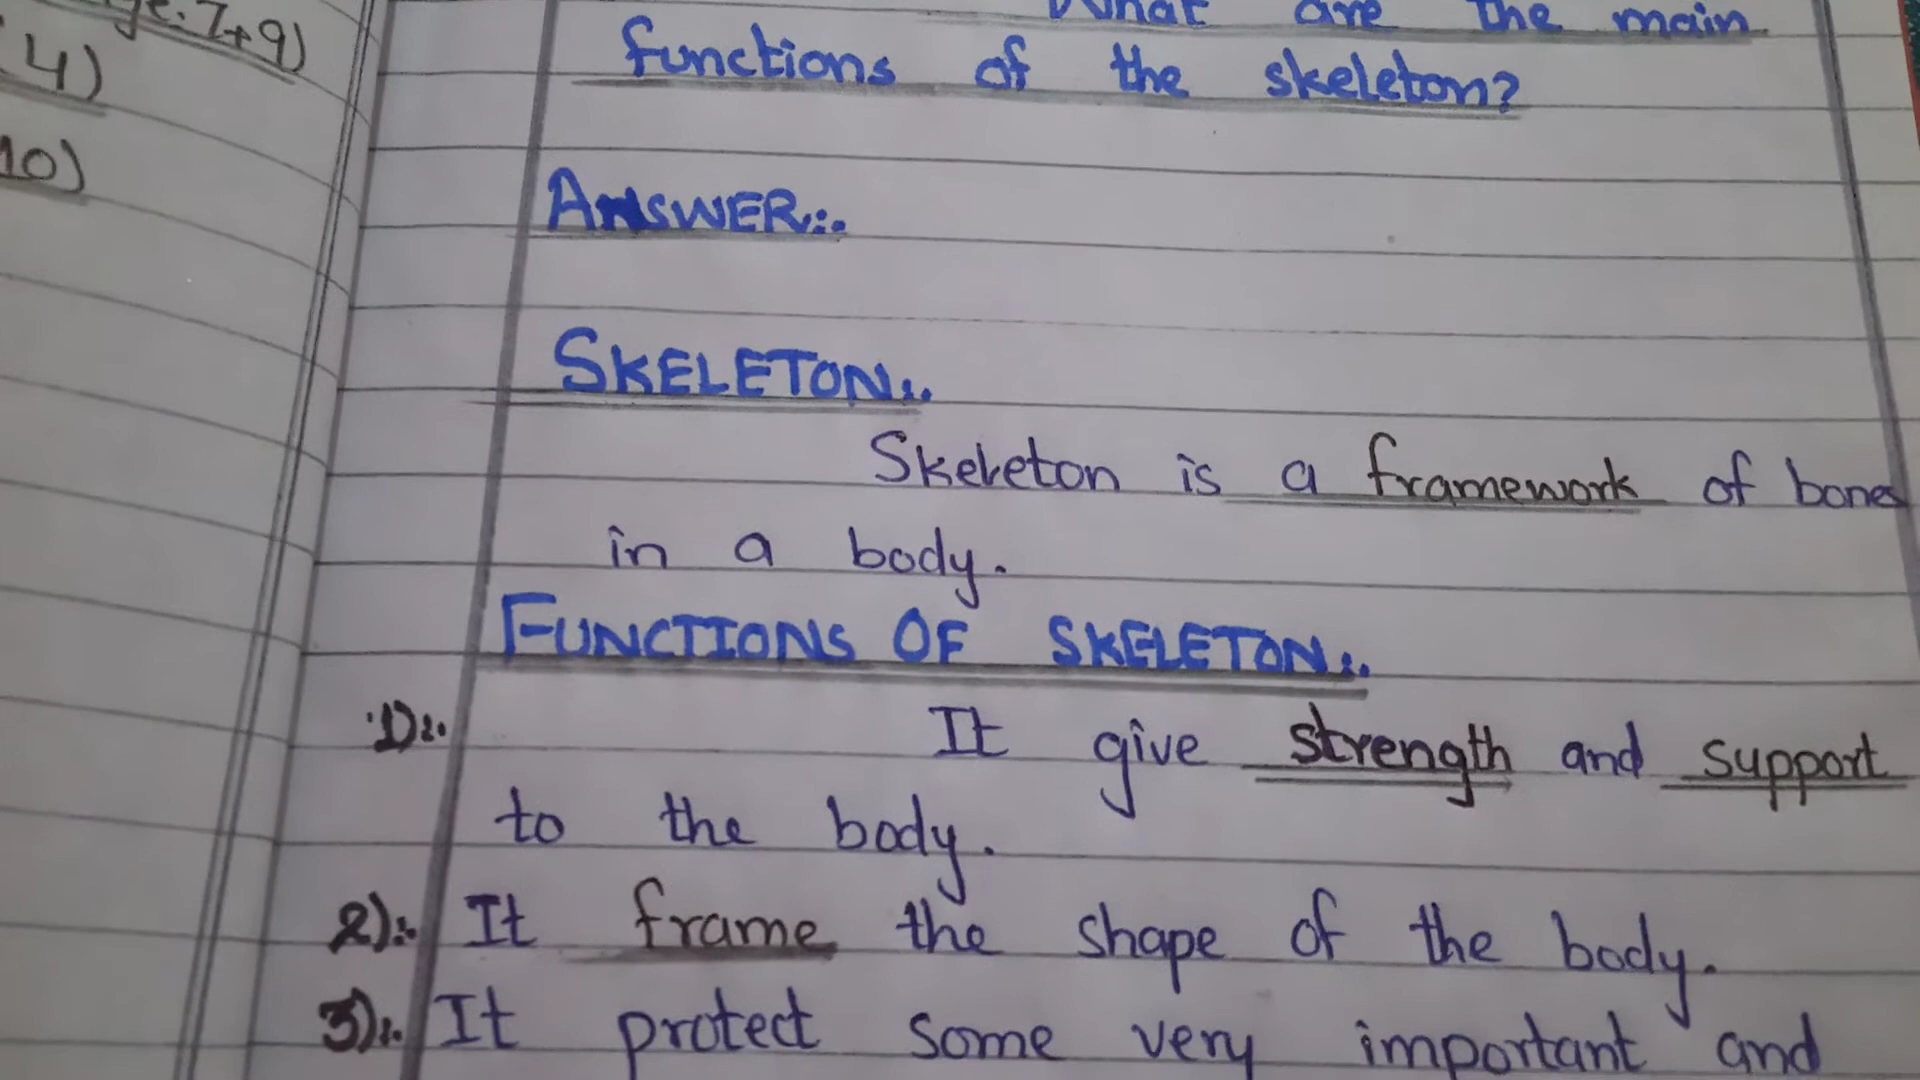 7+9)
4)
10)
What are the main
functions of the skeleton?
ANSWER:.
SKELETON:.
Skeleton is a framework of bones
in a body.
FUNCTIONS OF SKELETON:.
1):. It give strength and support
to the body.
2):. It frame the shape of the body.
3):. It protect some very important and